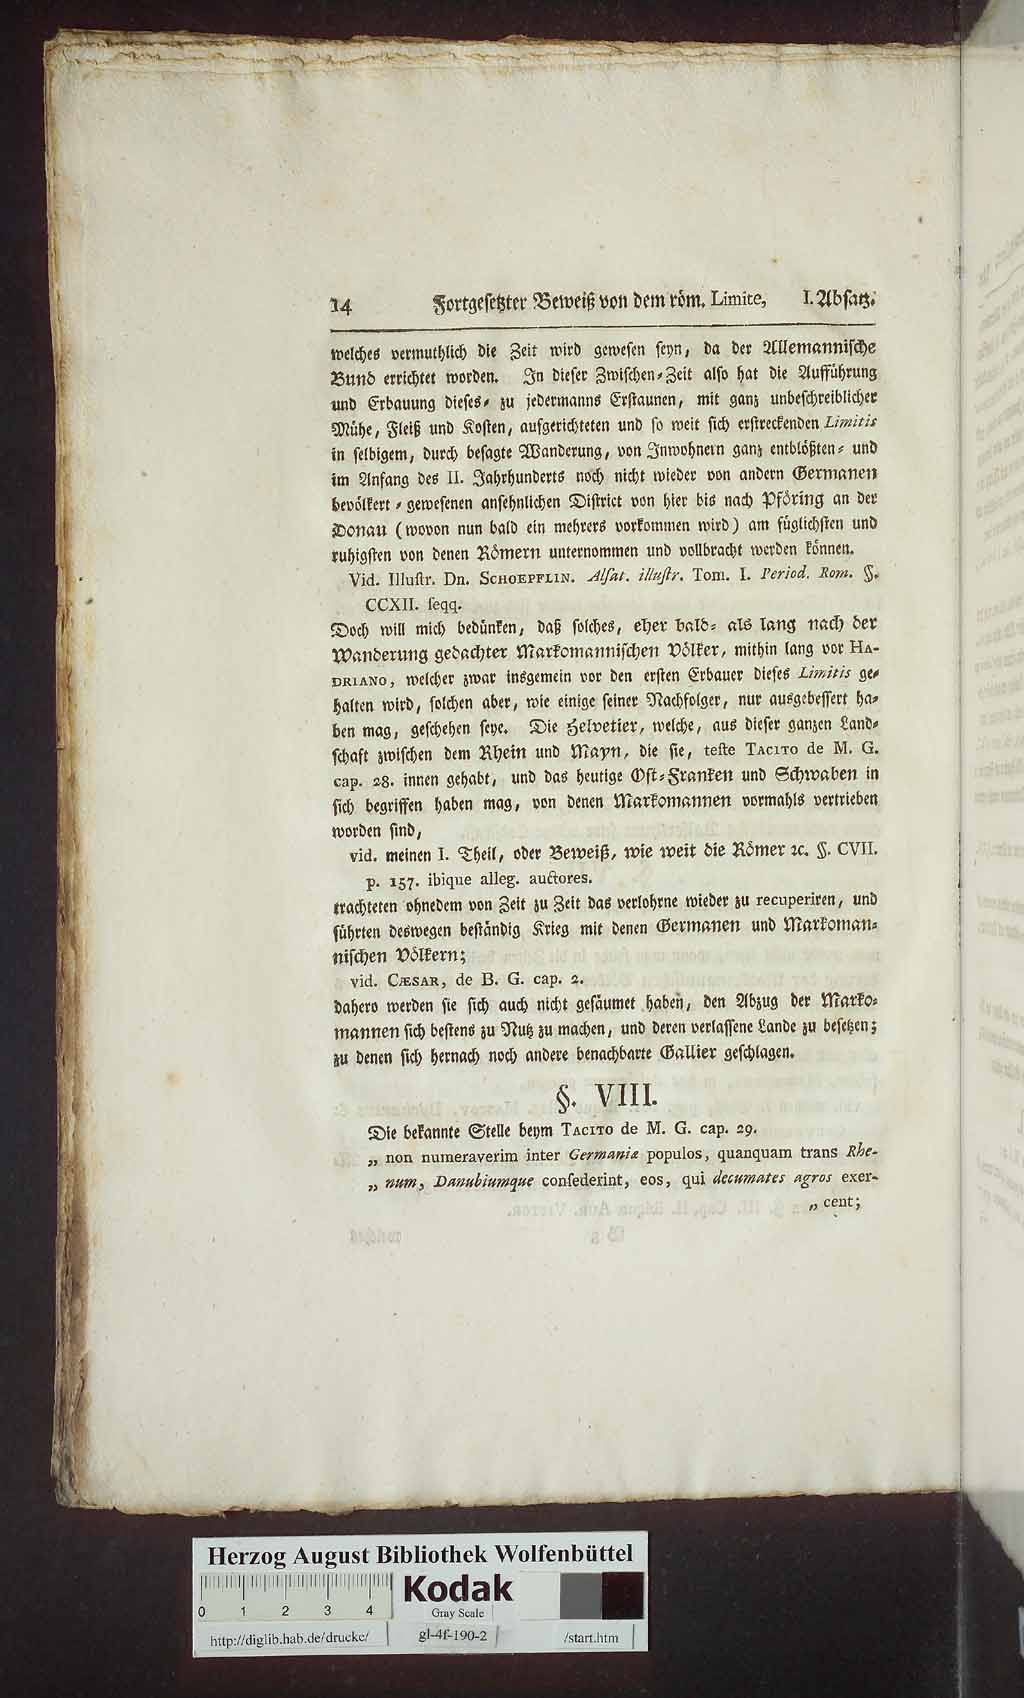 14 Fortgesetzter Beweiß von dem röm. Limite, I. Absatz.
welches vermuthlich die Zeit wird gewesen seyn, da der Allemannische
Bund errichtet worden. In dieser Zwischen-Zeit also hat die Aufführung
und Erbauung dieses- zu jedermanns Erstaunen, mit ganz unbeschreiblicher
Mühe, Fleiß und Kosten, aufgerichteten und so weit sich erstreckenden Limitis
in selbigem, durch besagte Wanderung, von Inwohnern ganz entblößten- und
im Anfang des II. Jahrhunderts noch nicht wieder von andern Germanen
bevölkert-gewesenen ansehnlichen District von hier bis nach Pföring an der
Donau (wovon nun bald ein mehrers vorkommen wird) am füglichsten und
ruhigsten von denen Römern unternommen und vollbracht werden können.
Vid. Illustr. Dn. SCHOEPFLIN. Alsat. illustr. Tom. I. Period. Rom. §.
CCXII. seqq.
Doch will mich bedünken, daß solches, eher bald- als lang nach der
Wanderung gedachter Markomannischen Völker, mithin lang vor HA-
DRIANO, welcher zwar insgemein vor den ersten Erbauer dieses Limitis ge-
halten wird, solchen aber, wie einige seiner Nachfolger, nur ausgebessert ha-
ben mag, geschehen seye. Die Helvetier, welche, aus dieser ganzen Land-
schaft zwischen dem Rhein und Mayn, die sie, teste TACITO de M. G.
cap. 28. innen gehabt, und das heutige Ost-Franken und Schwaben in
sich begriffen haben mag, von denen Markomannen vormahls vertrieben
worden sind,
vid. meinen I. Theil, oder Beweiß, wie weit die Römer ꝛc. §. CVII.
p. 157. ibique alleg. auctores.
trachteten ohnedem von Zeit zu Zeit das verlohrne wieder zu recuperiren, und
führten deswegen beständig Krieg mit denen Germanen und Markoman-
nischen Völkern;
vid. CÆSAR, de B. G. cap. 2.
dahero werden sie sich auch nicht gesäumet haben, den Abzug der Marko-
mannen sich bestens zu Nutz zu machen, und deren verlassene Lande zu besetzen;
zu denen sich hernach noch andere benachbarte Gallier geschlagen.
§. VIII.
Die bekannte Stelle beym TACITO de M. G. cap. 29.
„ non numeraverim inter Germaniæ populos, quanquam trans Rhe-
„ num, Danubiumque consederint, eos, qui decumates agros exer-
„ cent;
Herzog August Bibliothek Wolfenbüttel
Kodak
Gray Scale
0 1 2 3 4
http://diglib.hab.de/drucke/ gl-4f-190-2 /start.htm